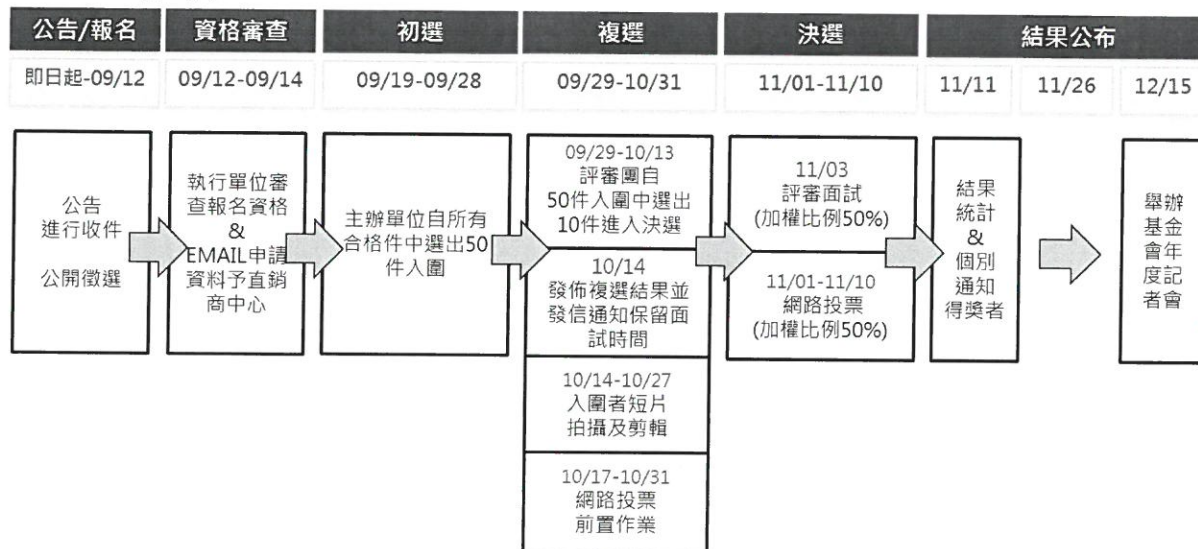 公告/報名
資格審查
初選
複選
決選
結果公布
即日起-09/12
09/12-09/14
09/19-09/28
09/29-10/31
11/01-11/10
11/11
11/26
12/15
公告
進行收件
公開徵選
執行單位審
查報名資格
&
EMAIL申請
資料予直銷
商中心
主辦單位自所有
合格件中選出50
件入圍
09/29-10/13
評審團自
50件入圍中選出
10件進入決選
10/14
發佈複選結果並
發信通知保留面
試時間
10/14-10/27
入圍者短片
拍攝及剪輯
10/17-10/31
網路投票
前置作業
11/03
評審面試
(加權比例50%)
11/01-11/10
網路投票
(加權比例50%)
結果
統計
&
個別
通知
得獎者
舉辦
基金
會年
度記
者會